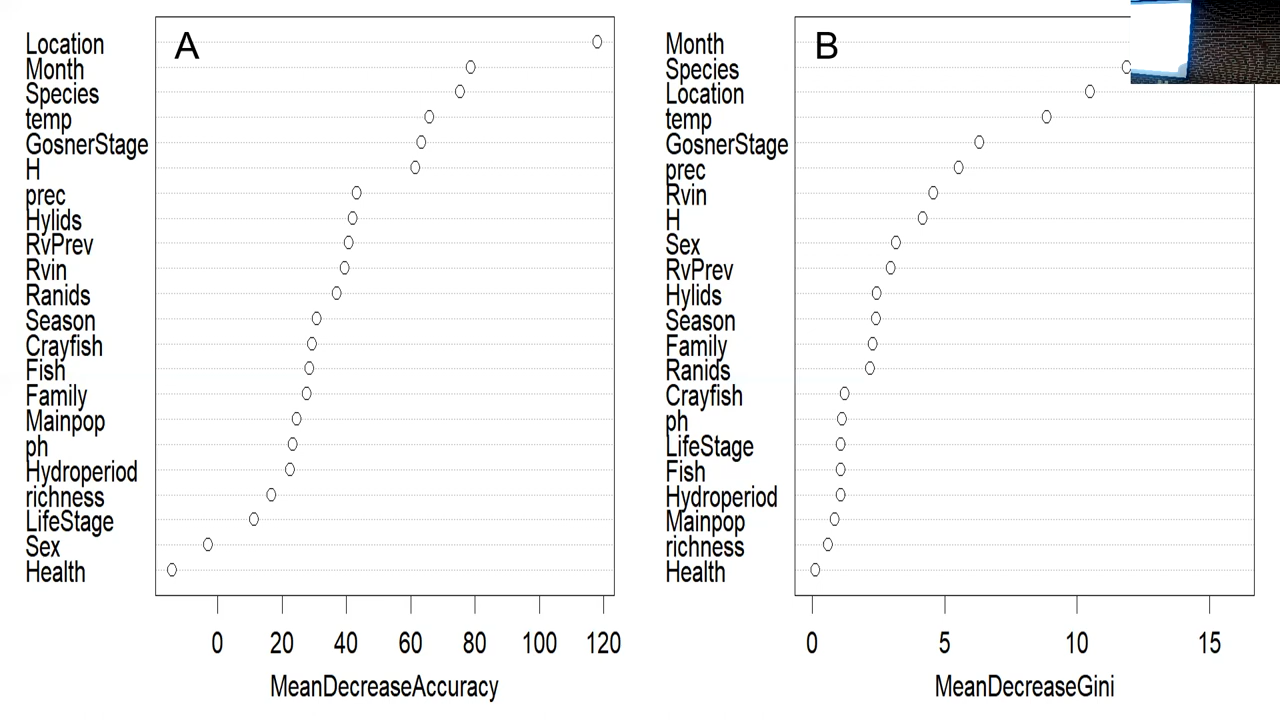 A
Location
Month
Species
temp
GosnerStage
H
prec
Hylids
RvPrev
Rvin
Ranids
Season
Crayfish
Fish
Family
Mainpop
ph
Hydroperiod
richness
LifeStage
Sex
Health
0 20 40 60 80 100 120
MeanDecreaseAccuracy
B
Month
Species
Location
temp
GosnerStage
prec
Rvin
H
Sex
RvPrev
Hylids
Season
Family
Ranids
Crayfish
ph
LifeStage
Fish
Hydroperiod
Mainpop
richness
Health
0 5 10 15
MeanDecreaseGini